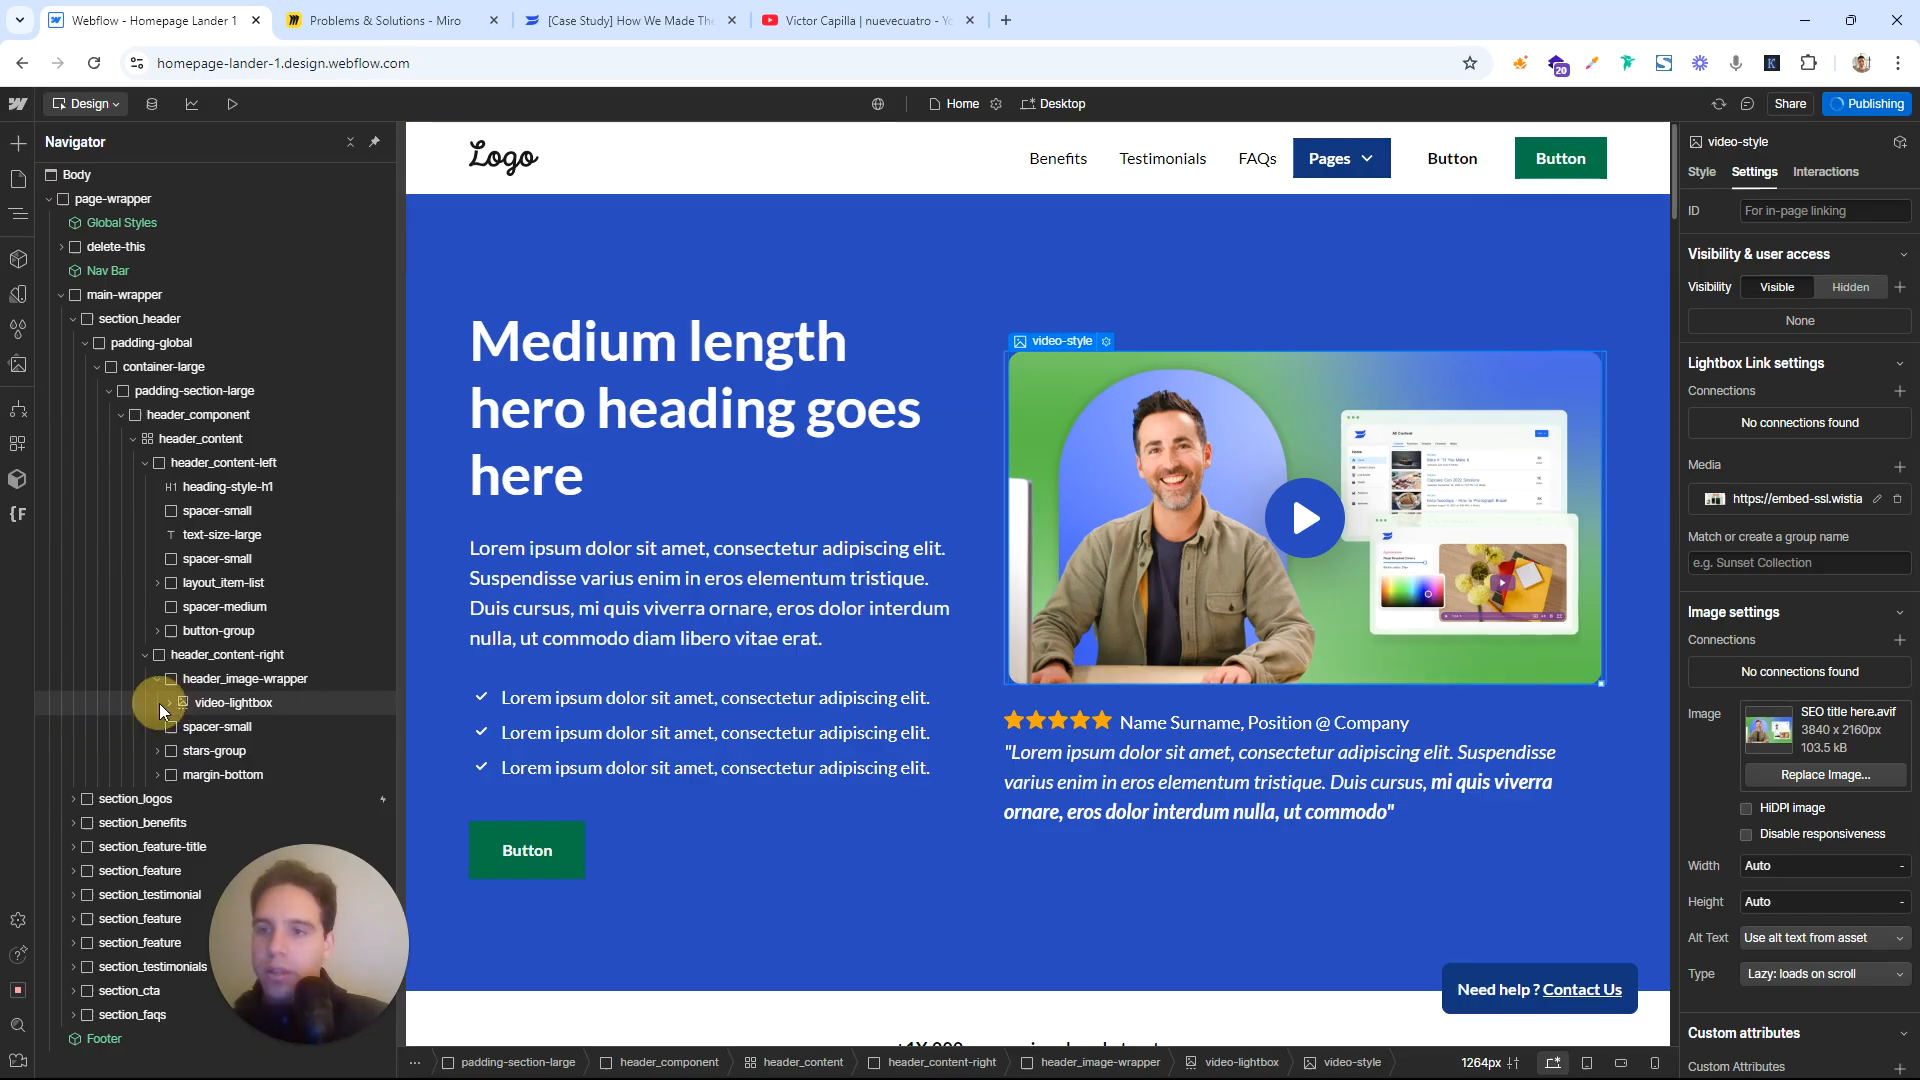 Webflow - Homepage Lander 1
Problems & Solutions - Miro
[Case Study] How We Made The
Victor Capilla | nuevecuatro - Yo
homepage-lander-1.design.webflow.com
20
Design
Home
Desktop
Share
Publishing
Navigator
Body
page-wrapper
Global Styles
delete-this
Nav Bar
main-wrapper
section_header
padding-global
container-large
padding-section-large
header_component
header_content
header_content-left
H1 heading-style-h1
spacer-small
T text-size-large
spacer-small
layout_item-list
spacer-medium
button-group
header_content-right
header_image-wrapper
video-lightbox
spacer-small
stars-group
margin-bottom
section_logos
section_benefits
section_feature-title
section_feature
section_testimonial
section_feature
section_feature
section_testimonials
section_cta
section_faqs
Footer
Logo
Benefits
Testimonials
FAQs
Pages
Button
Button
Medium length
hero heading goes
here
Lorem ipsum dolor sit amet, consectetur adipiscing elit.
Suspendisse varius enim in eros elementum tristique.
Duis cursus, mi quis viverra ornare, eros dolor interdum
nulla, ut commodo diam libero vitae erat.
Lorem ipsum dolor sit amet, consectetur adipiscing elit.
Lorem ipsum dolor sit amet, consectetur adipiscing elit.
Lorem ipsum dolor sit amet, consectetur adipiscing elit.
Button
video-style
All Content
Name Surname, Position @ Company
"Lorem ipsum dolor sit amet, consectetur adipiscing elit. Suspendisse
varius enim in eros elementum tristique. Duis cursus, mi quis viverra
ornare, eros dolor interdum nulla, ut commodo"
Need help ? Contact Us
...
padding-section-large
header_component
header_content
header_content-right
header_image-wrapper
video-lightbox
video-style
1264px
video-style
Style
Settings
Interactions
ID
For in-page linking
Visibility & user access
Visibility
Visible
Hidden
None
Lightbox Link settings
Connections
No connections found
Media
https://embed-ssl.wistia
Match or create a group name
e.g. Sunset Collection
Image settings
Connections
No connections found
Image
SEO title here.avif
3840 x 2160px
103.5 kB
Replace Image...
HiDPI image
Disable responsiveness
Width
Auto
-
Height
Auto
-
Alt Text
Use alt text from asset
Type
Lazy: loads on scroll
Custom attributes
Custom Attributes